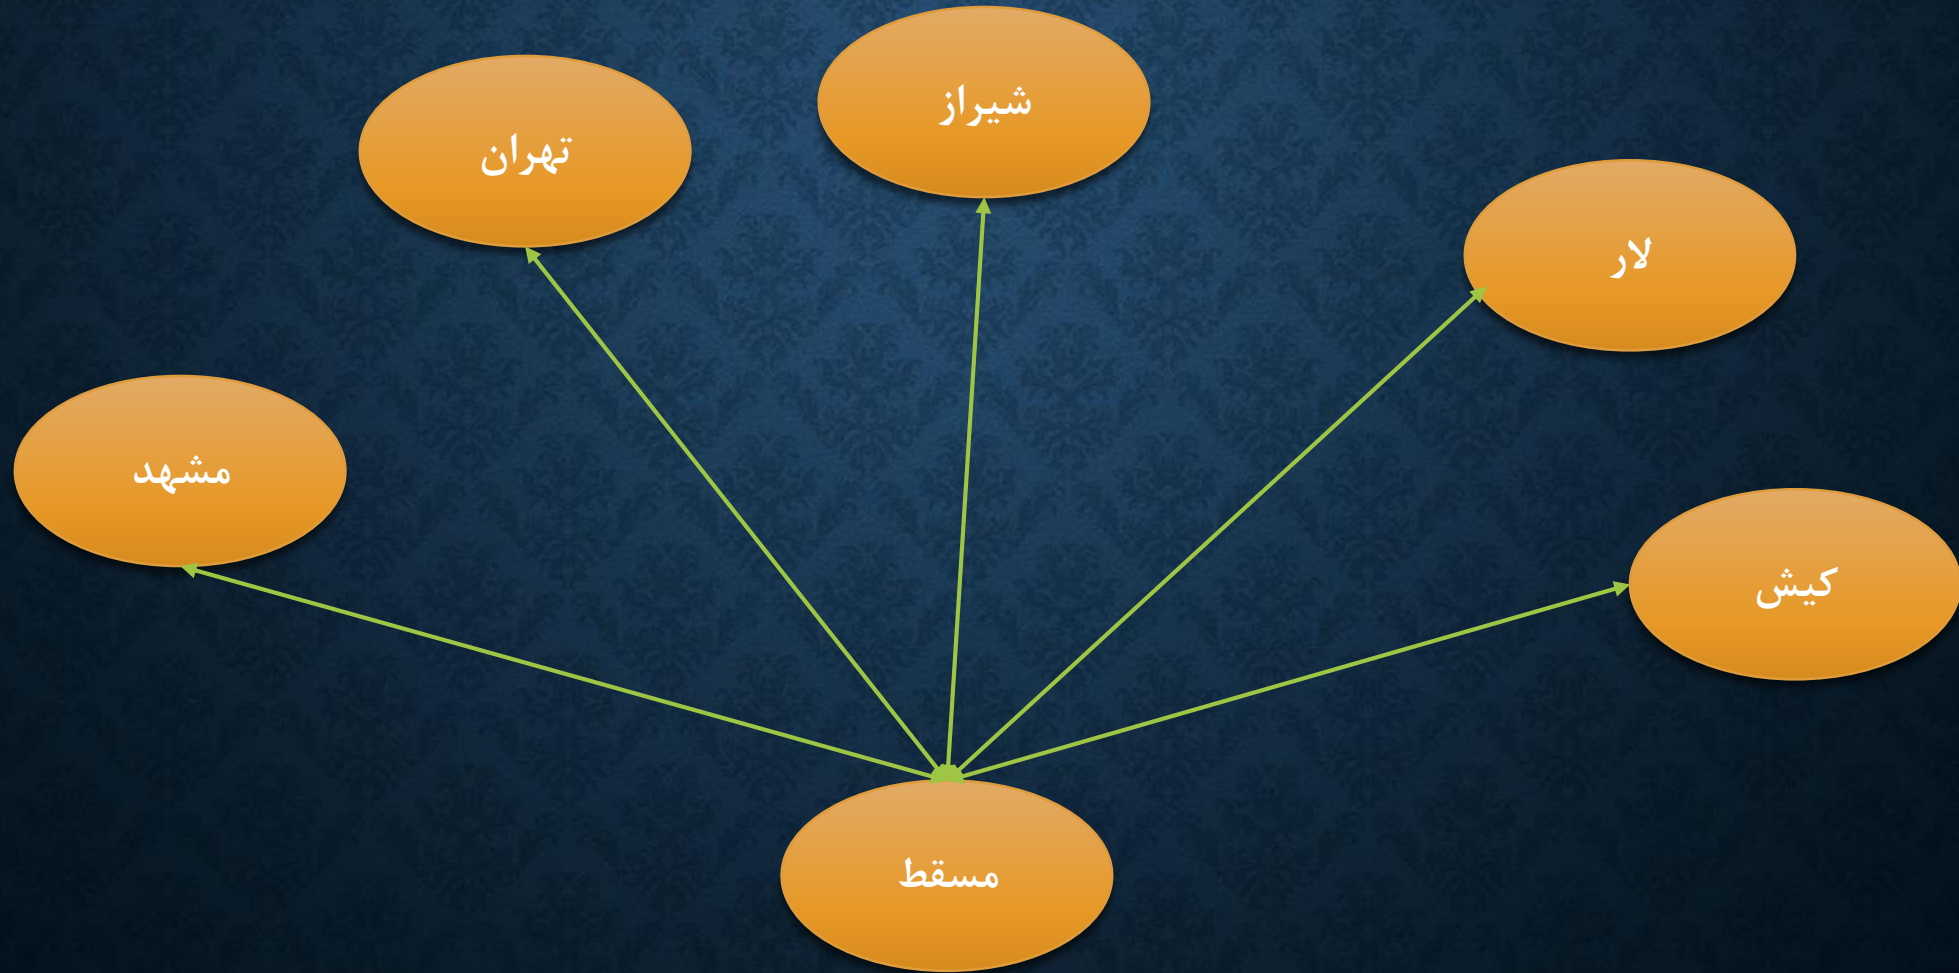 شیراز
تهران
لار
مشهد
کیش
مسقط